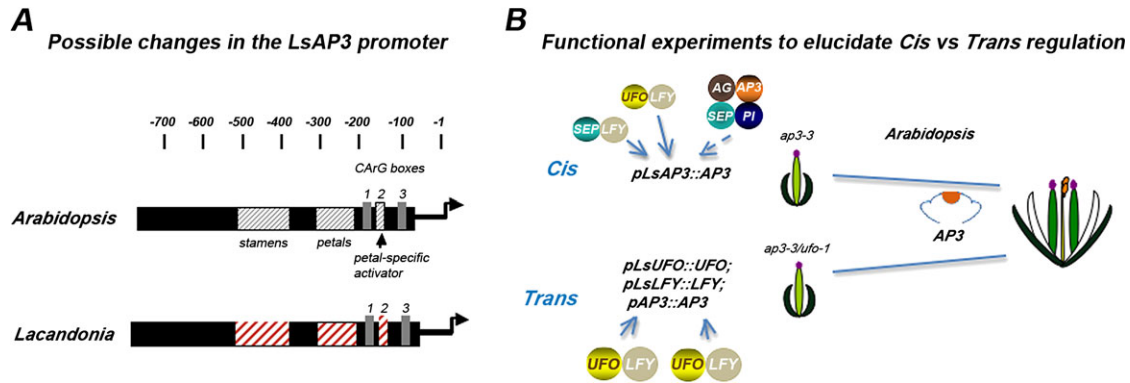 A
Possible changes in the LsAP3 promoter
-700 -600 -500 -400 -300 -200 -100 -1
CArG boxes
1 2 3
Arabidopsis
stamens petals
petal-specific
activator
1 2 3
Lacandonia
B
Functional experiments to elucidate Cis vs Trans regulation
UFO LFY
AG AP3
SEP LFY
SEP PI
Cis
pLsAP3::AP3
ap3-3
Arabidopsis
AP3
ap3-3/ufo-1
Trans
pLsUFO::UFO;
pLsLFY::LFY;
pAP3::AP3
UFO LFY UFO LFY